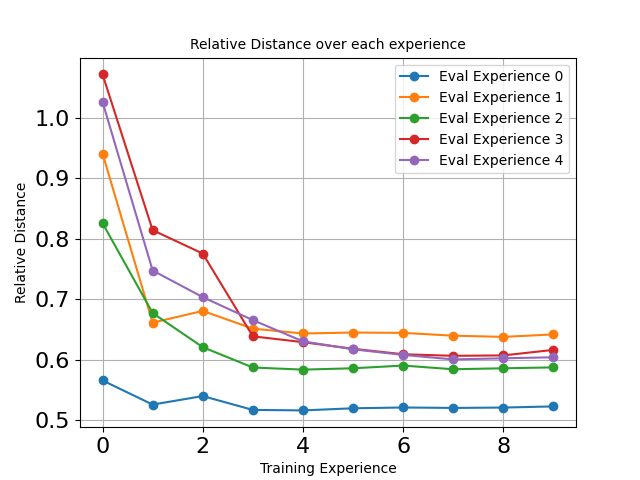 Relative Distance over each experience
Eval Experience 0
Eval Experience 1
Eval Experience 2
Eval Experience 3
Eval Experience 4
1.0
0.9
0.8
0.7
0.6
0.5
Relative Distance
0 2 4 6 8
Training Experience